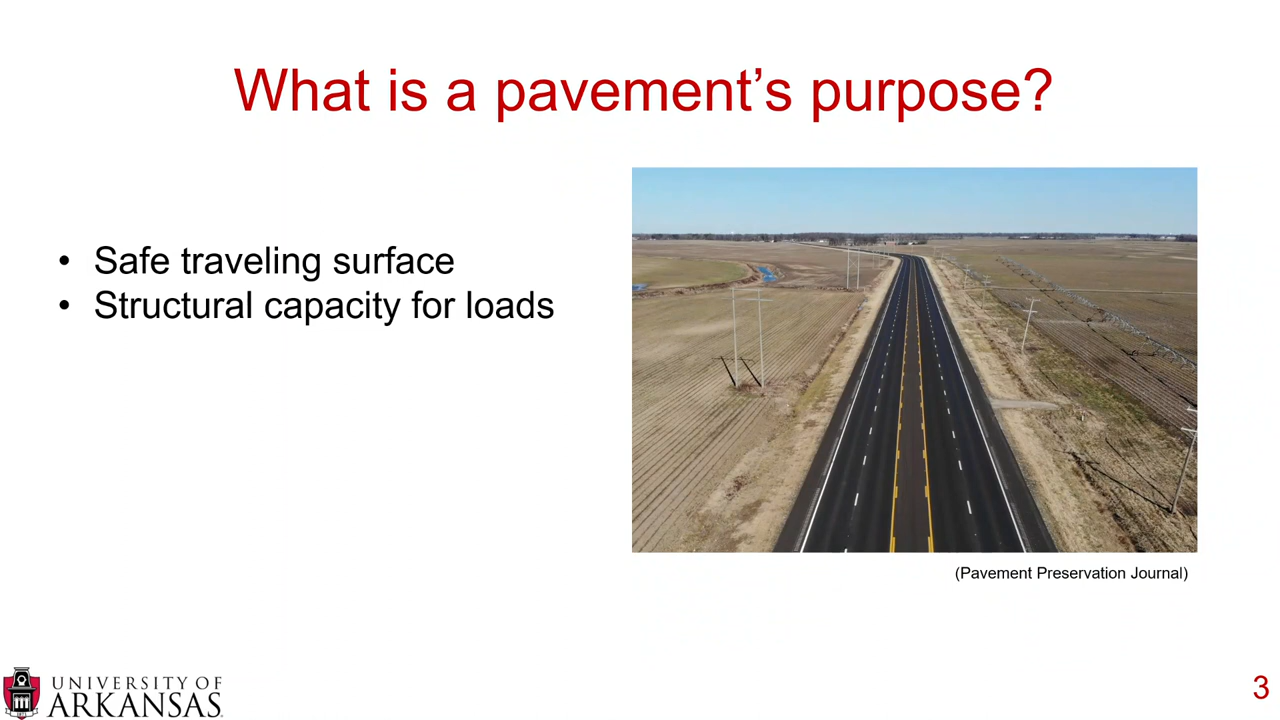 What is a pavement’s purpose?
• Safe traveling surface
• Structural capacity for loads
(Pavement Preservation Journal)
UNIVERSITY OF
ARKANSAS
3